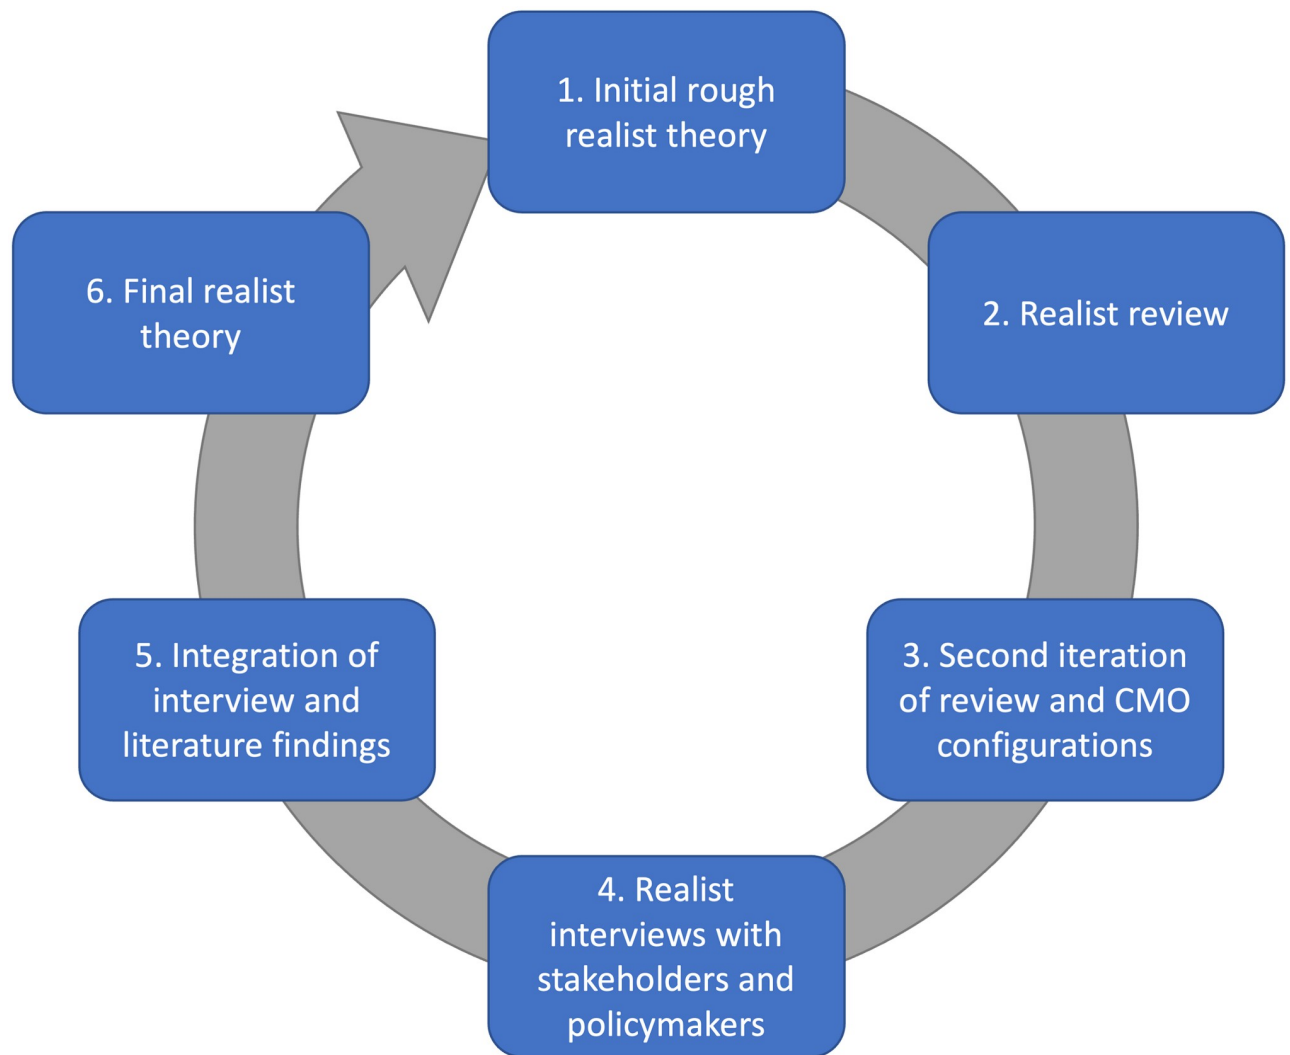 1. Initial rough
realist theory
2. Realist review
3. Second iteration
of review and CMO
configurations
4. Realist
interviews with
stakeholders and
policymakers
5. Integration of
interview and
literature findings
6. Final realist
theory